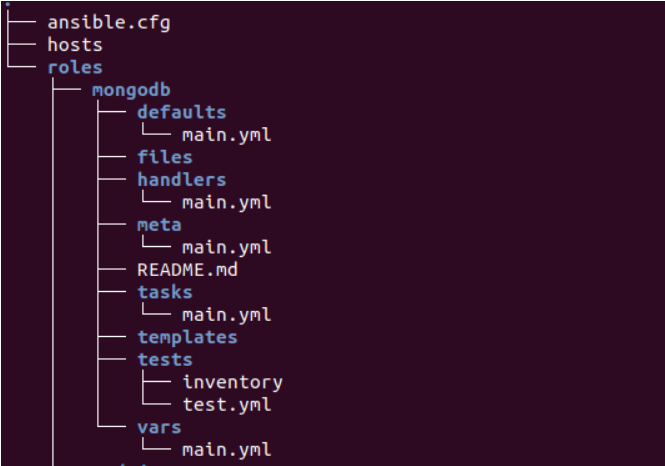 .
ansible.cfg
hosts
roles
mongodb
defaults
main.yml
files
handlers
main.yml
meta
main.yml
README.md
tasks
main.yml
templates
tests
inventory
test.yml
vars
main.yml